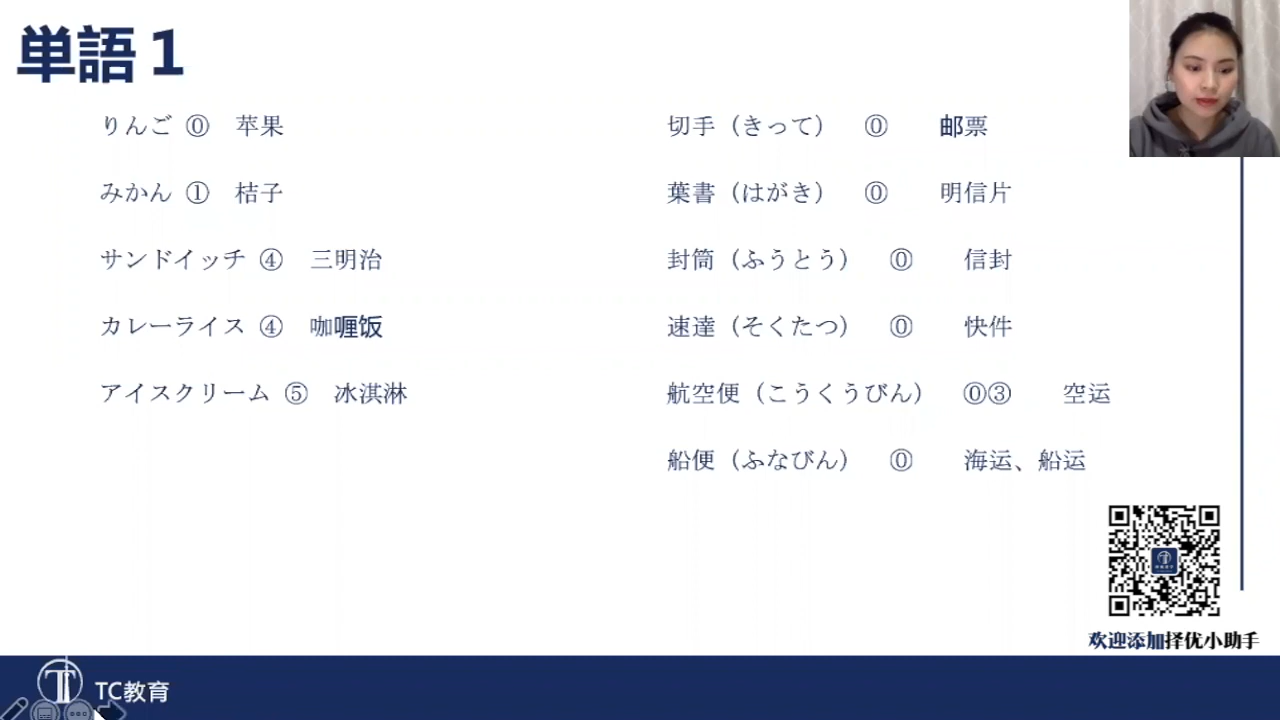 単語１
りんご ⓪ 苹果
みかん ① 桔子
サンドイッチ ④ 三明治
カレーライス ④ 咖喱饭
アイスクリーム ⑤ 冰淇淋
切手（きって） ⓪ 邮票
葉書（はがき） ⓪ 明信片
封筒（ふうとう） ⓪ 信封
速達（そくたつ） ⓪ 快件
航空便（こうくうびん） ⓪③ 空运
船便（ふなびん） ⓪ 海运、船运
欢迎添加择优小助手
TC教育